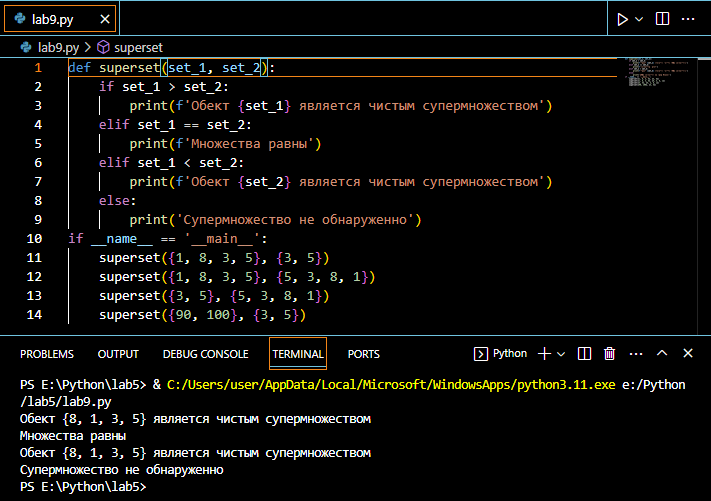 lab9.py
lab9.py > superset
1 def superset(set_1, set_2):
2 if set_1 > set_2:
3 print(f'Обект {set_1} является чистым супермножеством')
4 elif set_1 == set_2:
5 print(f'Множества равны')
6 elif set_1 < set_2:
7 print(f'Обект {set_2} является чистым супермножеством')
8 else:
9 print('Супермножество не обнаруженно')
10 if __name__ == '__main__':
11 superset({1, 8, 3, 5}, {3, 5})
12 superset({1, 8, 3, 5}, {5, 3, 8, 1})
13 superset({3, 5}, {5, 3, 8, 1})
14 superset({90, 100}, {3, 5})
PROBLEMS OUTPUT DEBUG CONSOLE TERMINAL PORTS Python
PS E:\Python\lab5> & C:/Users/user/AppData/Local/Microsoft/WindowsApps/python3.11.exe e:/Python
/lab5/lab9.py
Обект {8, 1, 3, 5} является чистым супермножеством
Множества равны
Обект {8, 1, 3, 5} является чистым супермножеством
Супермножество не обнаруженно
PS E:\Python\lab5>